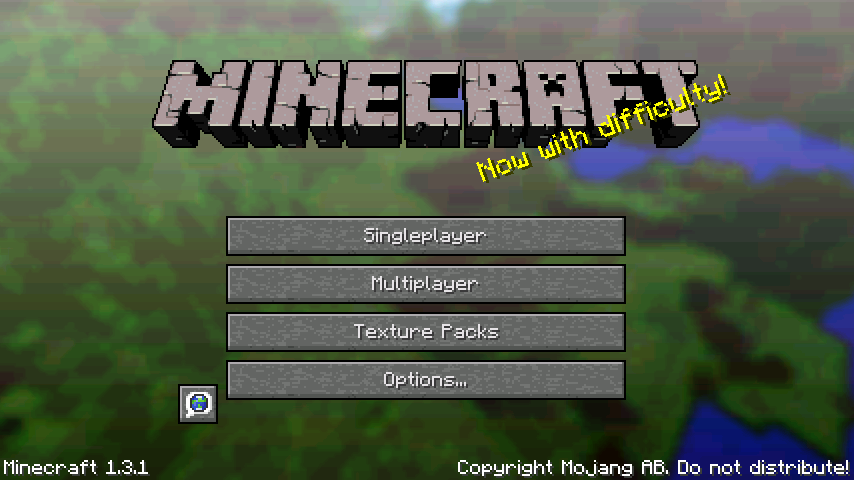 MINECRAFT
Now with difficulty!
Singleplayer
Multiplayer
Texture Packs
Options...
Minecraft 1.3.1
Copyright Mojang AB. Do not distribute!